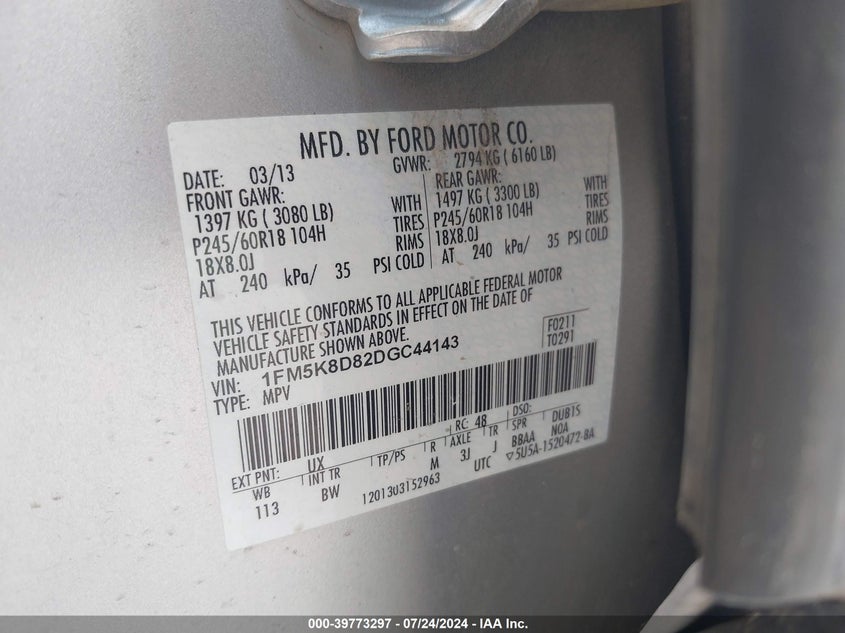 MFD. BY FORD MOTOR CO.
DATE: 03/13 GVWR: 2794 KG ( 6160 LB)
FRONT GAWR: REAR GAWR:
1397 KG ( 3080 LB) WITH 1497 KG ( 3300 LB) WITH
P245/60R18 104H TIRES P245/60R18 104H TIRES
18X8.0J RIMS 18X8.0J RIMS
AT 240 kPa/ 35 PSI COLD AT 240 kPa/ 35 PSI COLD
THIS VEHICLE CONFORMS TO ALL APPLICABLE FEDERAL MOTOR
VEHICLE SAFETY STANDARDS IN EFFECT ON THE DATE OF
MANUFACTURE SHOWN ABOVE.
F0211
T0291
VIN: 1FM5K8D82DGC44143
TYPE: MPV
EXT PNT: UX RC: 48 DSO:
WB INT TR TP/PS R AXLE TR SPR DUB1S
113 BW M 3J J BBAA NOA
1201303152963 UTC ▽5U5A-1520472-BA
000-39773297 - 07/24/2024 - IAA Inc.